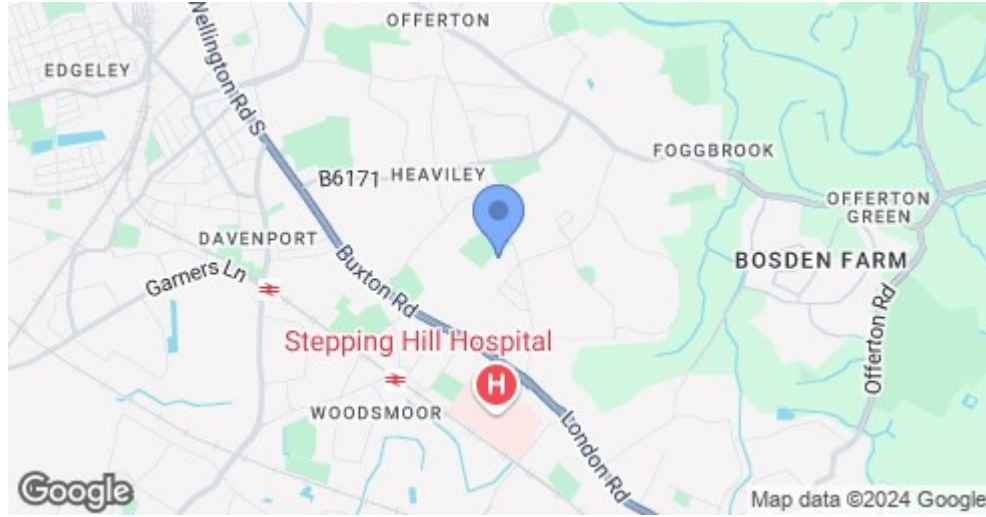 OFFERTON
EDGELEY
Wellington Rd S
FOGGBROOK
B6171
HEAVILEY
OFFERTON
GREEN
DAVENPORT
BOSDEN FARM
Garners Ln
Buxton Rd
Stepping Hill Hospital
Offerton Rd
H
WOODSMOOR
London Rd
Google
Map data ©2024 Google